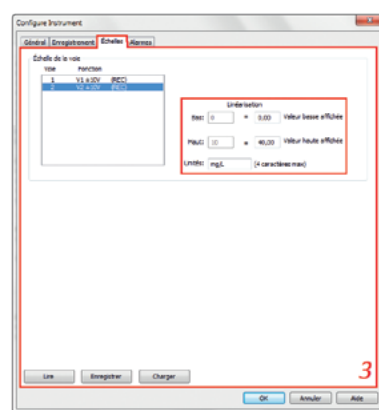 Configure Instrument
Général Enregistrement Échelles Alarmes
Échelle de la voie
Voie Fonction
1 V1 ±10V (REC)
2 V2 ±10V (REC)
Linéarisation
Bas: 0 = 0,00 Valeur basse affichée
Haut: 10 = 40,00 Valeur haute affichée
Unités: mg/L (4 caractères max)
Lire Enregistrer Charger
3
OK Annuler Aide